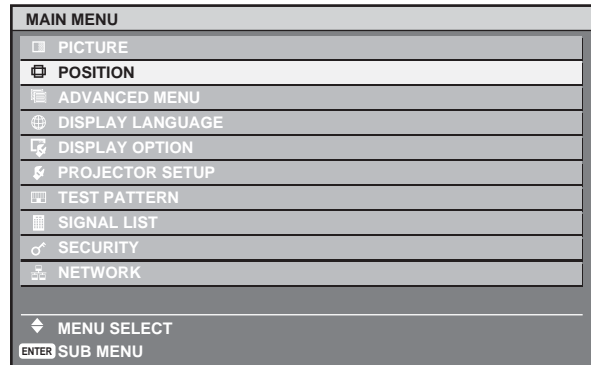 MAIN MENU
PICTURE
POSITION
ADVANCED MENU
DISPLAY LANGUAGE
DISPLAY OPTION
PROJECTOR SETUP
TEST PATTERN
SIGNAL LIST
SECURITY
NETWORK
MENU SELECT
ENTER SUB MENU